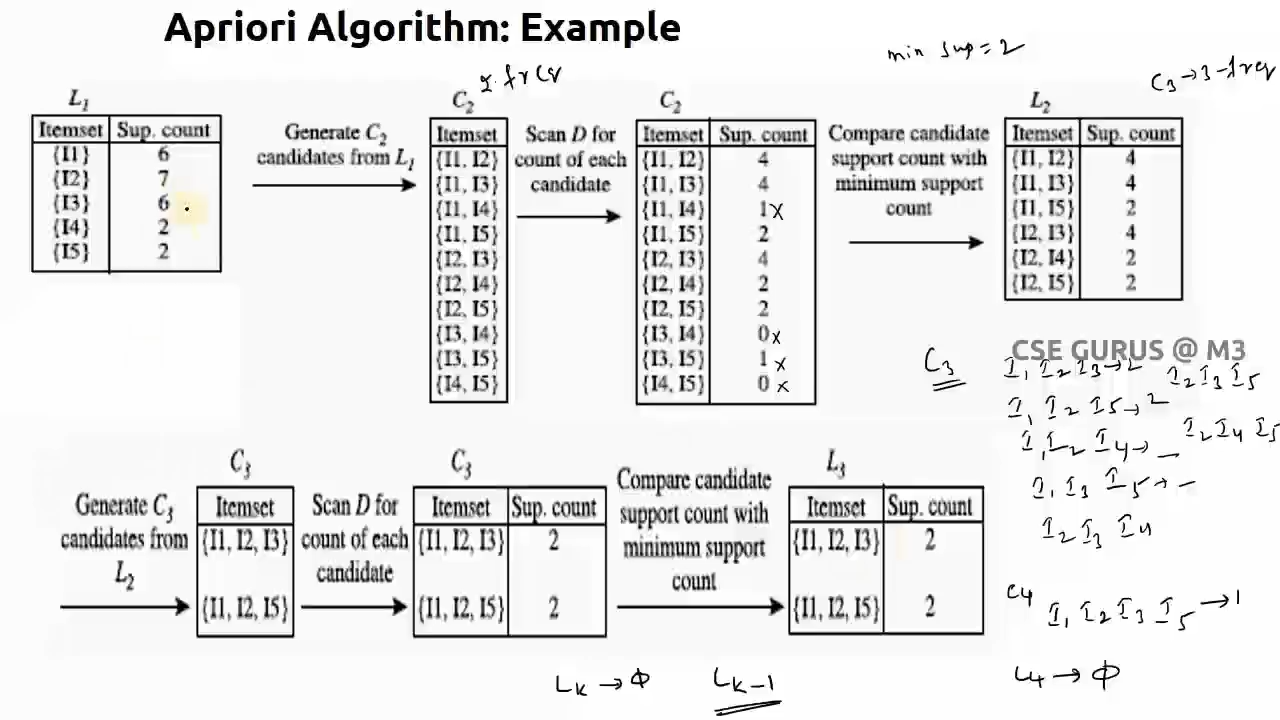 Apriori Algorithm: Example
min sup = 2
2-freq
C3 → 3-freq
L1
Itemset Sup. count
{I1} 6
{I2} 7
{I3} 6
{I4} 2
{I5} 2
Generate C2
candidates from L1
C2
Itemset
{I1, I2}
{I1, I3}
{I1, I4}
{I1, I5}
{I2, I3}
{I2, I4}
{I2, I5}
{I3, I4}
{I3, I5}
{I4, I5}
Scan D for
count of each
candidate
C2
Itemset Sup. count
{I1, I2} 4
{I1, I3} 4
{I1, I4} 1 x
{I1, I5} 2
{I2, I3} 4
{I2, I4} 2
{I2, I5} 2
{I3, I4} 0 x
{I3, I5} 1 x
{I4, I5} 0 x
Compare candidate
support count with
minimum support
count
L2
Itemset Sup. count
{I1, I2} 4
{I1, I3} 4
{I1, I5} 2
{I2, I3} 4
{I2, I4} 2
{I2, I5} 2
CSE GURUS @ M3
C3
I1 I2 I3 → 2 I2 I3 I5
I1 I2 I5 → 2
I1 I2 I4 → – I2 I4 I5
I1 I3 I5 → –
I2 I3 I4
Generate C3
candidates from
L2
C3
Itemset
{I1, I2, I3}
{I1, I2, I5}
Scan D for
count of each
candidate
C3
Itemset Sup. count
{I1, I2, I3} 2
{I1, I2, I5} 2
Compare candidate
support count with
minimum support
count
L3
Itemset Sup. count
{I1, I2, I3} 2
{I1, I2, I5} 2
C4 I1 I2 I3 I5 → 1
LK → Φ LK-1 L4 → Φ